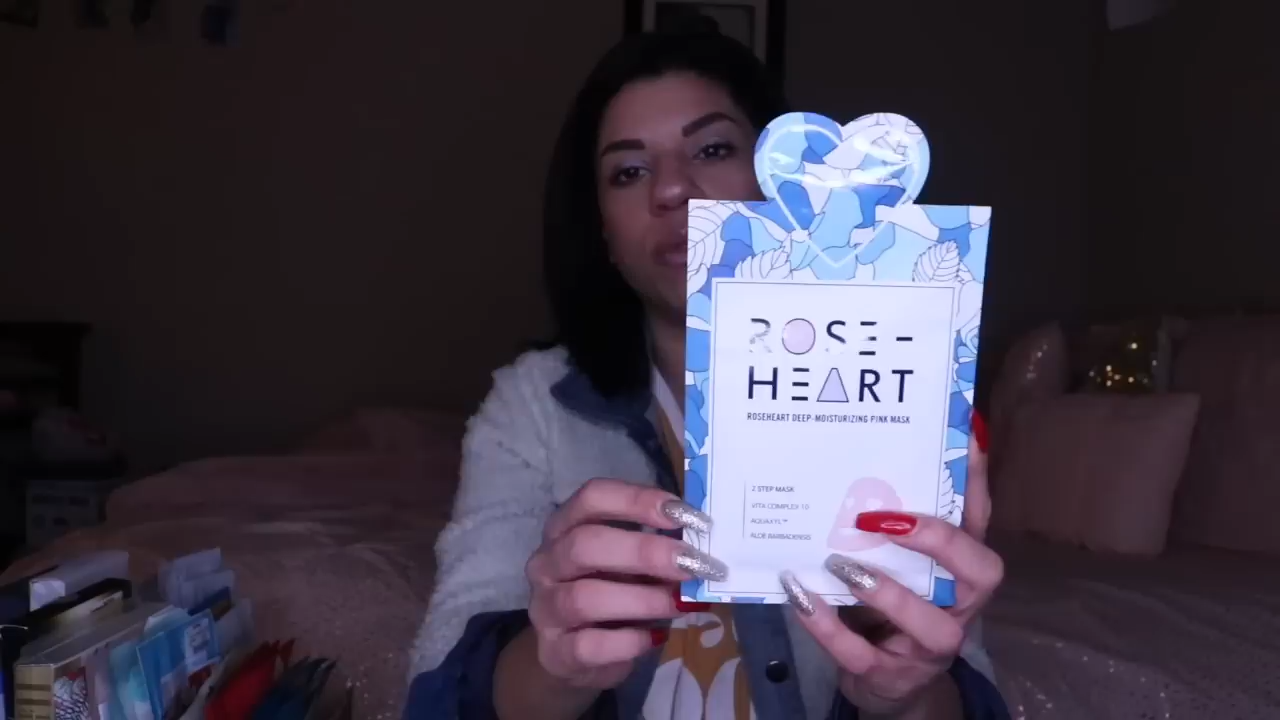 ROSE-
HEART
ROSEHEART DEEP-MOISTURIZING PINK MASK
2 STEP MASK
VITA COMPLEX 10
AQUAXYL™
ALOE BARBADENSIS